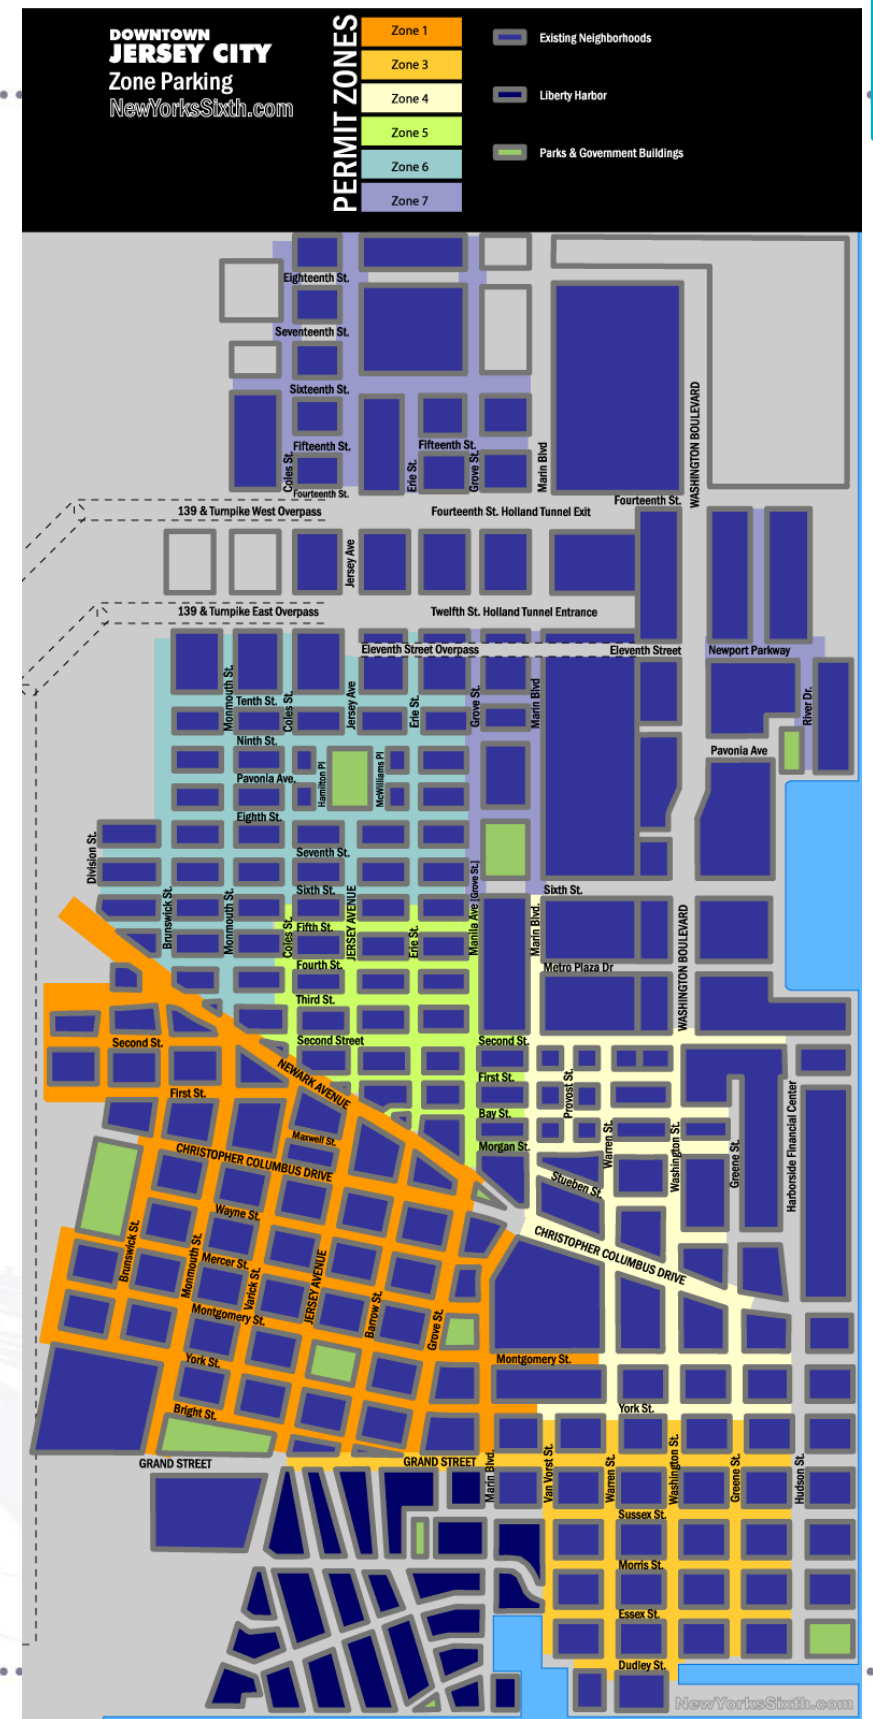 DOWNTOWN
JERSEY CITY
Zone Parking
NewYorksSixth.com
PERMIT ZONES
Zone 1
Zone 3
Zone 4
Zone 5
Zone 6
Zone 7
Existing Neighborhoods
Liberty Harbor
Parks & Government Buildings
Eighteenth St.
Seventeenth St.
Sixteenth St.
Fifteenth St.
Fifteenth St.
Coles St.
Erie St.
Grove St.
Marin Blvd
WASHINGTON BOULEVARD
Fourteenth St.
Fourteenth St.
139 & Turnpike West Overpass
Fourteenth St. Holland Tunnel Exit
Jersey Ave
139 & Turnpike East Overpass
Twelfth St. Holland Tunnel Entrance
Eleventh Street Overpass
Eleventh Street
Newport Parkway
Monmouth St.
Coles St.
Jersey Ave
Erie St.
Grove St.
Marin Blvd
River Dr.
Tenth St.
Ninth St.
Pavonia Ave
Pavonia Ave.
Hamilton Pl
McWilliams Pl
Eighth St.
Division St.
Seventh St.
Sixth St.
Sixth St.
Brunswick St.
Monmouth St.
Coles St.
JERSEY AVENUE
Erie St.
Manila Ave [Grove St.]
Marin Blvd.
WASHINGTON BOULEVARD
Fifth St.
Fourth St.
Metro Plaza Dr
Third St.
Second St.
Second Street
Second St.
NEWARK AVENUE
First St.
First St.
Provost St.
Bay St.
Harborside Financial Center
Maxwell St.
Morgan St.
Warren St.
Washington St.
Greene St.
CHRISTOPHER COLUMBUS DRIVE
Stueben St.
Wayne St.
CHRISTOPHER COLUMBUS DRIVE
Brunswick St.
Monmouth St.
Mercer St.
Varick St.
JERSEY AVENUE
Barrow St.
Grove St.
Montgomery St.
York St.
Montgomery St.
Bright St.
York St.
GRAND STREET
GRAND STREET
Marin Blvd.
Van Vorst St.
Warren St.
Washington St.
Greene St.
Hudson St.
Sussex St.
Morris St.
Essex St.
Dudley St.
NewYorksSixth.com